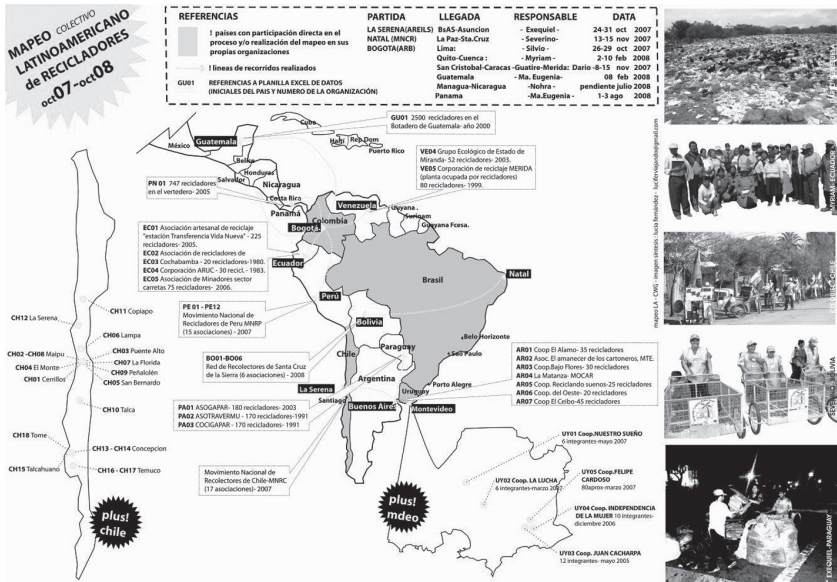 MAPEO COLECTIVO
LATINOAMERICANO
de RECICLADORES
oct07-oct08
REFERENCIAS
! países con participación directa en el
proceso y/o realización del mapeo en sus
propias organizaciones
! líneas de recorridos realizados
GU01 REFERENCIAS A PLANILLA EXCEL DE DATOS
(INICIALES DEL PAIS Y NUMERO DE LA ORGANIZACIÓN)
PARTIDA LLEGADA RESPONSABLE DATA
LA SERENA(AREILS) BsAS-Asuncion - Exequiel - 24-31 oct 2007
NATAL (MNCR) La Paz-Sta.Cruz - Severino- 13-15 nov 2007
BOGOTA(ARB) Lima: - Silvio - 26-29 oct 2007
Quito-Cuenca : - Myriam - 2-10 feb 2008
San Cristobal-Caracas -Guatire-Merida: Dario -8-15 nov 2007
Guatemala - Ma. Eugenia- 08 feb 2008
Managua-Nicaragua -Nohra - pendiente julio 2008
Panama -Ma.Eugenia - 1-3 ago 2008
GU01 2500 recicladores en el
Botadero de Guatemala- año 2000
México
Guatemala
Cuba
Haití
Rep.Dom
Puerto Rico
Belice
Honduras
Salvador
Nicaragua
Costa Rica
Panamá
PN 01 747 recicladores
en el vertedero- 2005
VE04 Grupo Ecológico de Estado de
Miranda- 52 recicladores- 2003.
VE05 Corporación de reciclaje MERIDA
(planta ocupada por recicladores)
80 recicladores- 1999.
Venezuela
Guyana
Surinam
Guyana Fcesa.
Colombia
Bogotá
EC01 Asociación artesanal de reciclaje
"estación Transferencia Vida Nueva" - 225
recicladores- 2005.
EC02 Asociación de recicladores de
EC03 Cochabamba - 20 recicladores-1980.
EC04 Corporación ARUC - 30 recicl. - 1983.
EC05 Asociación de Minadores sector
carretas 75 recicladores- 2006.
Ecuador
Brasil
Natal
Perú
PE 01 - PE12
Movimiento Nacional de
Recicladores de Peru MNRP
(15 asociaciones) - 2007
Bolivia
BO01-BO06
Red de Recolectores de Santa Cruz
de la Sierra (6 asociaciones) - 2008
Chile
Paraguay
Belo Horizonte
São Paulo
Argentina
La Serena
Santiago
Porto Alegre
Uruguay
Buenos Aires
Montevideo
PA01 ASOGAPAR- 180 recicladores- 2003
PA02 ASOTRAVERMU - 170 recicladores-1991
PA03 COCIGAPAR - 170 recicladores- 1991
AR01 Coop El Alamo- 35 recicladores
AR02 Asoc. El amanecer de los cartoneros, MTE.
AR03 Coop.Bajo Flores- 30 recicladores
AR04 La Matanza- MOCAR
AR05 Coop. Reciclando suenos-25 recicladores
AR06 Coop. del Oeste- 20 recicladores
AR07 Coop El Ceibo-45 recicladores
Movimiento Nacional de
Recolectores de Chile-MNRC
(17 asociaciones)- 2007
CH11 Copiapo
CH12 La Serena
CH06 Lampa
CH02 -CH08 Maipu
CH03 Puente Alto
CH07 La Florida
CH04 El Monte
CH09 Peñalolén
CH01 Cerrillos
CH05 San Bernardo
CH10 Talca
CH18 Tome
CH13 - CH14 Concepcion
CH15 Talcahuano
CH16 - CH17 Temuco
plus!
chile
plus!
mdeo
UY01 Coop.NUESTRO SUEÑO
6 integrantes-mayo 2007
UY02 Coop. LA LUCHA
6 integrantes-marzo 2007
UY05 Coop.FELIPE
CARDOSO
80aprox-marzo 2007
UY04 Coop. INDEPENDENCIA
DE LA MUJER 10 integrantes-
diciembre 2006
UY03 Coop. JUAN CACHARPA
12 integrantes- mayo 2005
mapeo LA - CWG - imagen síntesis : lucía fernández - luciferviajando@gmail.com
MYRIAM- ECUADOR
EXEQUIEL-PARAGUAY